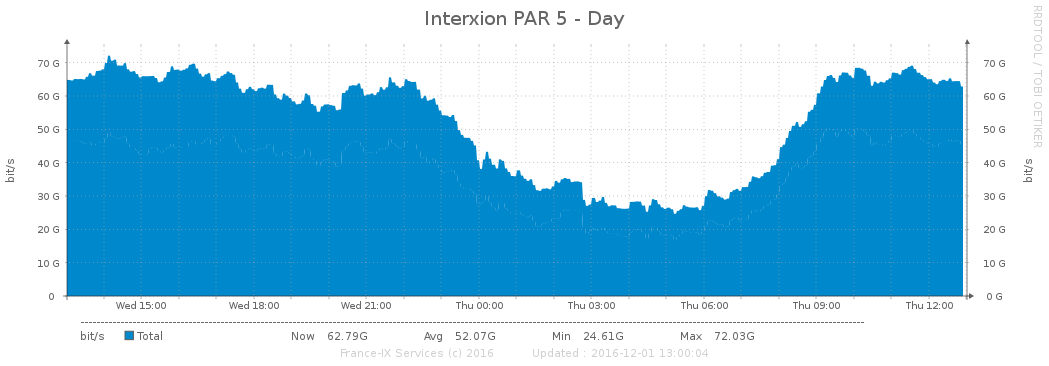 Interxion PAR 5 - Day
RRDTOOL / TOBI OETIKER
bit/s
70 G 70 G
60 G 60 G
50 G 50 G
40 G 40 G
30 G 30 G
20 G 20 G
10 G 10 G
0 0 G
bit/s
Wed 15:00 Wed 18:00 Wed 21:00 Thu 00:00 Thu 03:00 Thu 06:00 Thu 09:00 Thu 12:00
bit/s Total Now 62.79G Avg 52.07G Min 24.61G Max 72.03G
France-IX Services (c) 2016 Updated : 2016-12-01 13:00:04